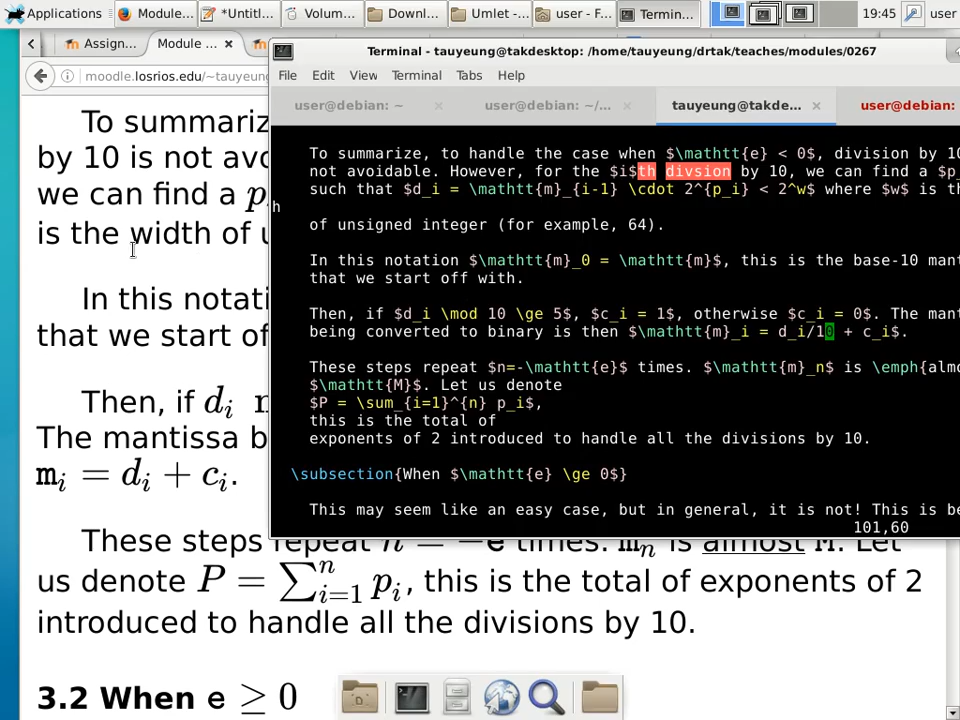 Applications
Module...
*Untitl...
Volum...
Downl...
Umlet -...
user - F...
Termin...
19:45
user
Assign...
Module ...
moodle.losrios.edu/~tauyeung
Terminal - tauyeung@takdesktop: /home/tauyeung/drtak/teaches/modules/0267
File Edit View Terminal Tabs Help
user@debian: ~
user@debian: ~/...
tauyeung@takde...
user@debian:
To summarize, to handle the case when $\mathtt{e} < 0$, division by 10
not avoidable. However, for the $i$th divsion by 10, we can find a $p_
such that $d_i = \mathtt{m}_{i-1} \cdot 2^{p_i} < 2^w$ where $w$ is th
h
of unsigned integer (for example, 64).
In this notation $\mathtt{m}_0 = \mathtt{m}$, this is the base-10 mant
that we start off with.
Then, if $d_i \mod 10 \ge 5$, $c_i = 1$, otherwise $c_i = 0$. The mant
being converted to binary is then $\mathtt{m}_i = d_i/10 + c_i$.
These steps repeat $n=-\mathtt{e}$ times. $\mathtt{m}_n$ is \emph{almo
$\mathtt{M}$. Let us denote
$P = \sum_{i=1}^{n} p_i$,
this is the total of
exponents of 2 introduced to handle all the divisions by 10.
\subsection{When $\mathtt{e} \ge 0$}
This may seem like an easy case, but in general, it is not! This is be
101,60
To summariz
by 10 is not avo
we can find a p
is the width of u
In this notati
that we start of
Then, if dᵢ
The mantissa b
mᵢ = dᵢ + cᵢ.
These steps repeat n = −e times. mₙ is almost M. Let
us denote P = ∑ⁿᵢ₌₁ pᵢ, this is the total of exponents of 2
introduced to handle all the divisions by 10.
3.2 When e ≥ 0